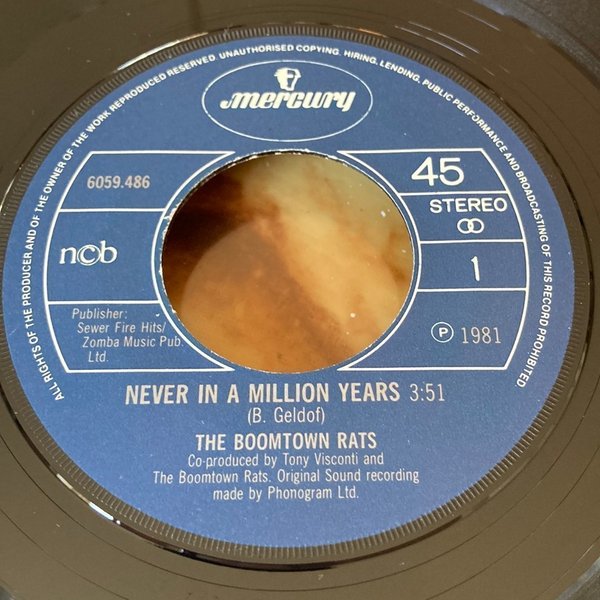 ALL RIGHTS OF THE PRODUCER AND OF THE OWNER OF THE WORK REPRODUCED RESERVED. UNAUTHORISED COPYING, HIRING, LENDING, PUBLIC PERFORMANCE AND BROADCASTING OF THIS RECORD PROHIBITED
mercury
6059.486
45
STEREO
ncb
1
Publisher:
Sewer Fire Hits/
Zomba Music Pub
Ltd.
℗ 1981
NEVER IN A MILLION YEARS 3:51
(B. Geldof)
THE BOOMTOWN RATS
Co-produced by Tony Visconti and
The Boomtown Rats. Original Sound recording
made by Phonogram Ltd.